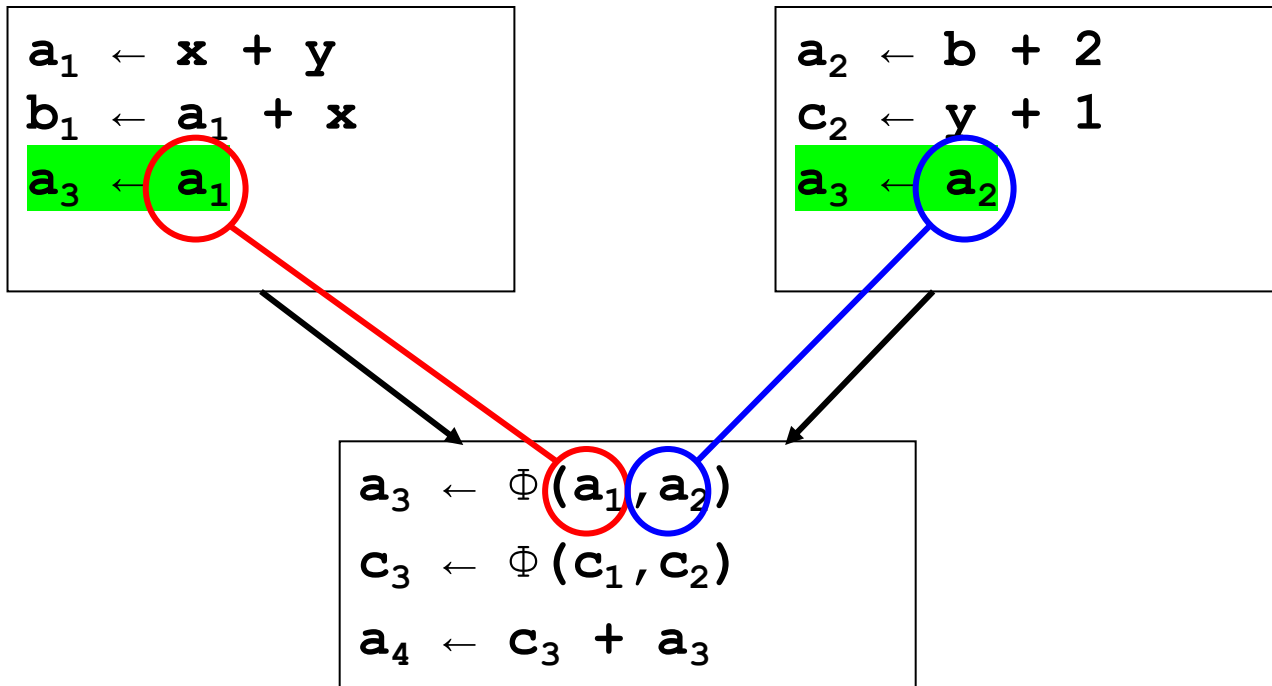 a₁ ← x + y
b₁ ← a₁ + x
a₃ ← a₁
a₂ ← b + 2
c₂ ← y + 1
a₃ ← a₂
a₃ ← Φ(a₁,a₂)
c₃ ← Φ(c₁,c₂)
a₄ ← c₃ + a₃